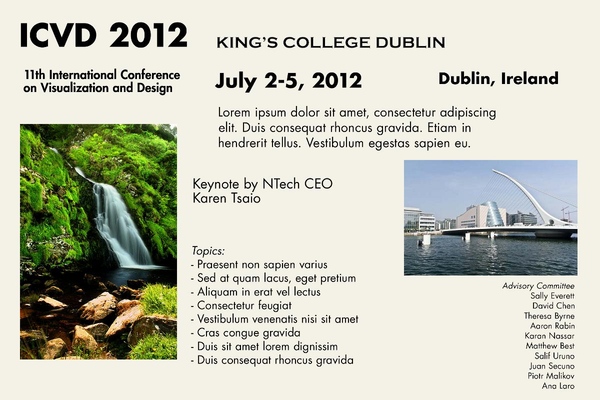 ICVD 2012
KING'S COLLEGE DUBLIN
11th International Conference
on Visualization and Design
July 2-5, 2012
Dublin, Ireland
Lorem ipsum dolor sit amet, consectetur adipiscing
elit. Duis consequat rhoncus gravida. Etiam in
hendrerit tellus. Vestibulum egestas sapien eu.
Keynote by NTech CEO
Karen Tsaio
Topics:
- Praesent non sapien varius
- Sed at quam lacus, eget pretium
- Aliquam in erat vel lectus
- Consectetur feugiat
- Vestibulum venenatis nisi sit amet
- Cras congue gravida
- Duis sit amet lorem dignissim
- Duis consequat rhoncus gravida
Advisory Committee
Sally Everett
David Chen
Theresa Byrne
Aaron Rabin
Karan Nassar
Matthew Best
Salif Uruno
Juan Secuno
Piotr Malikov
Ana Laro